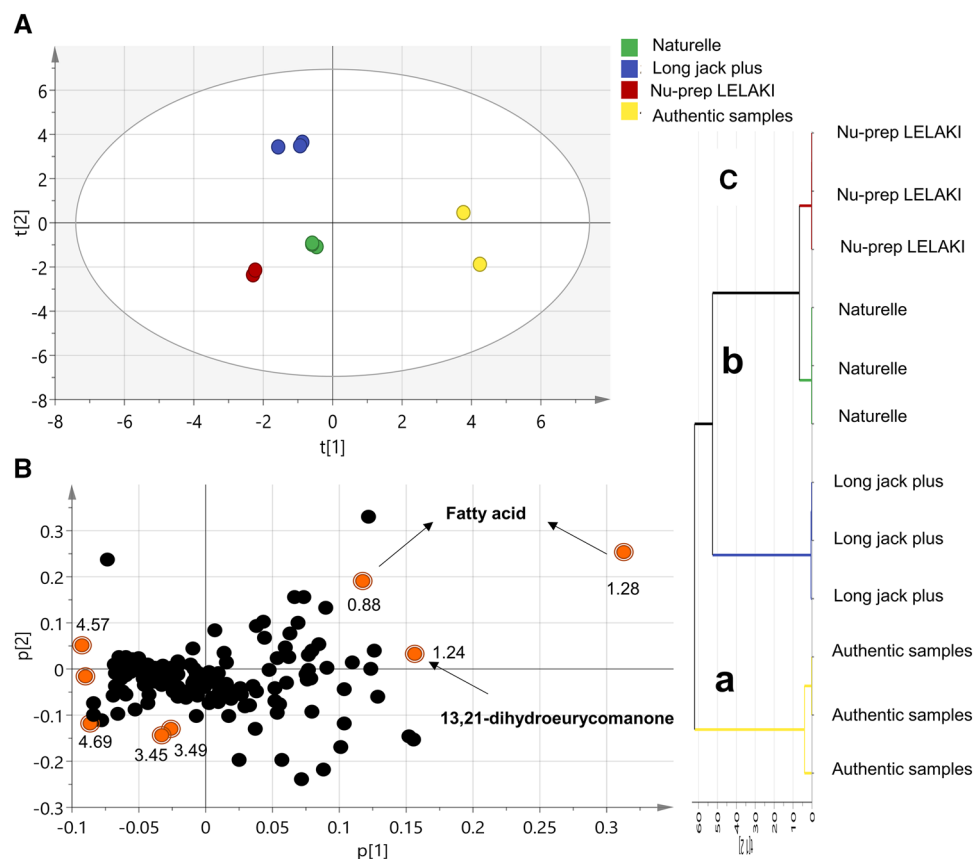 A
6
4
2
0
-2
-4
-6
-8
-8 -6 -4 -2 0 2 4 6
t[2]
t[1]
Naturelle
Long jack plus
Nu-prep LELAKI
Authentic samples
B
0.3
0.2
0.1
0
-0.1
-0.2
-0.3
-0.1 -0.05 0 0.05 0.1 0.15 0.2 0.25 0.3
p[2]
p[1]
Fatty acid
0.88
1.28
4.57
1.24
13,21-dihydroeurycomanone
4.69
3.45
3.49
c
b
a
Nu-prep LELAKI
Nu-prep LELAKI
Nu-prep LELAKI
Naturelle
Naturelle
Naturelle
Long jack plus
Long jack plus
Long jack plus
Authentic samples
Authentic samples
Authentic samples
60 50 40 30 20 10 0